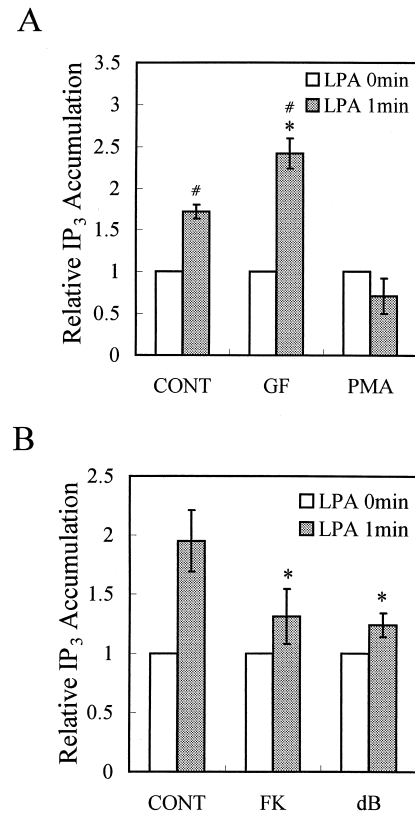 A
Relative IP3 Accumulation
3.5
3
2.5
2
1.5
1
0.5
0
LPA 0min
LPA 1min
#
#
*
CONT GF PMA
B
Relative IP3 Accumulation
2.5
2
1.5
1
0.5
0
LPA 0min
LPA 1min
*
*
CONT FK dB